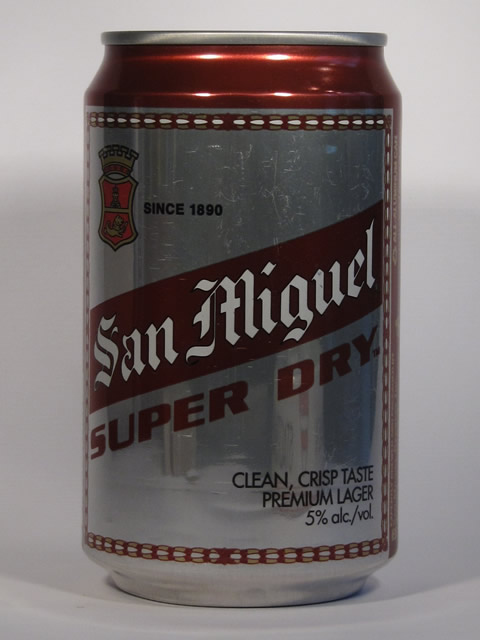 SINCE 1890
San Miguel
SUPER DRY.
CLEAN, CRISP TASTE
PREMIUM LAGER
5% alc./vol.